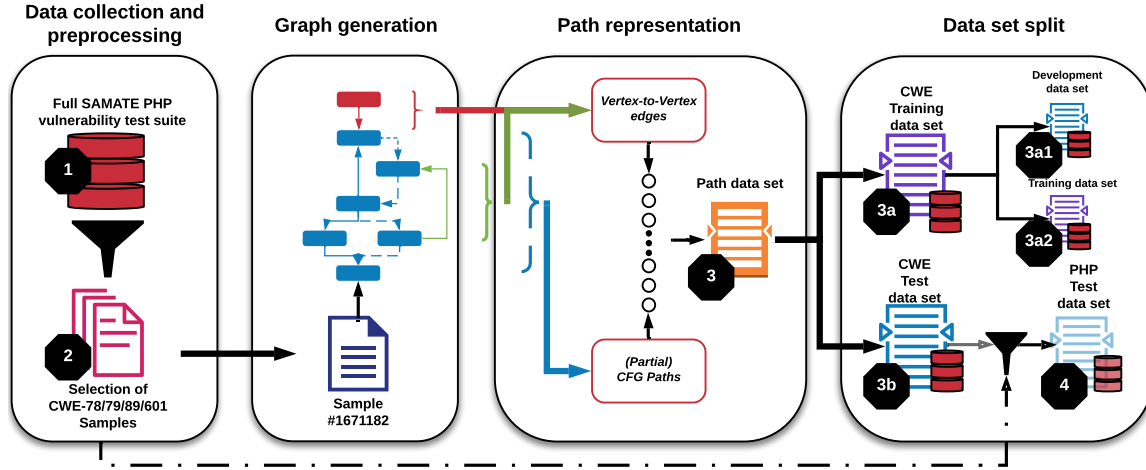 Data collection and
preprocessing
Full SAMATE PHP
vulnerability test suite
1
2
Selection of
CWE-78/79/89/601
Samples
Graph generation
Sample
#1671182
Path representation
Vertex-to-Vertex
edges
Path data set
3
(Partial)
CFG Paths
Data set split
CWE
Training
data set
3a
Development
data set
3a1
Training data set
3a2
CWE
Test
data set
3b
PHP
Test
data set
4